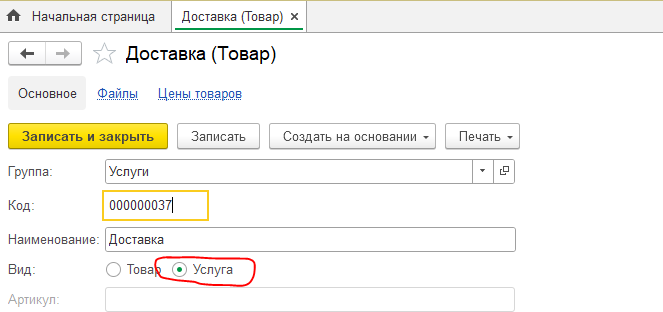 Начальная страница Доставка (Товар) ×
Доставка (Товар)
Основное Файлы Цены товаров
Записать и закрыть Записать Создать на основании Печать
Группа: Услуги
Код: 000000037
Наименование: Доставка
Вид: Товар Услуга
Артикул: